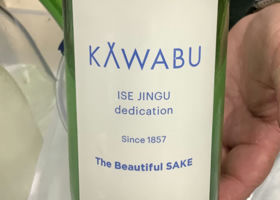 KAWABU
ISE JINGU
dedication
Since 1857
The Beautiful SAKE